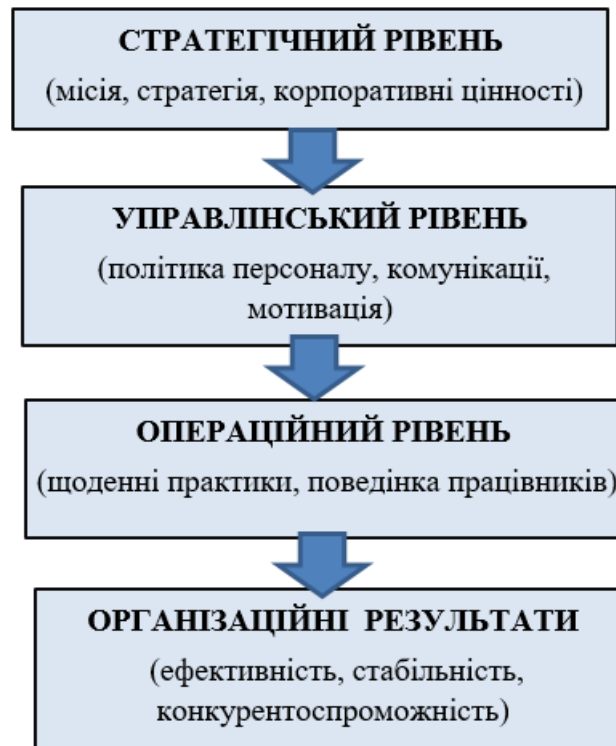 СТРАТЕГІЧНИЙ РІВЕНЬ
(місія, стратегія, корпоративні цінності)
УПРАВЛІНСЬКИЙ РІВЕНЬ
(політика персоналу, комунікації,
мотивація)
ОПЕРАЦІЙНИЙ РІВЕНЬ
(щоденні практики, поведінка працівників)
ОРГАНІЗАЦІЙНІ РЕЗУЛЬТАТИ
(ефективність, стабільність,
конкурентоспроможність)